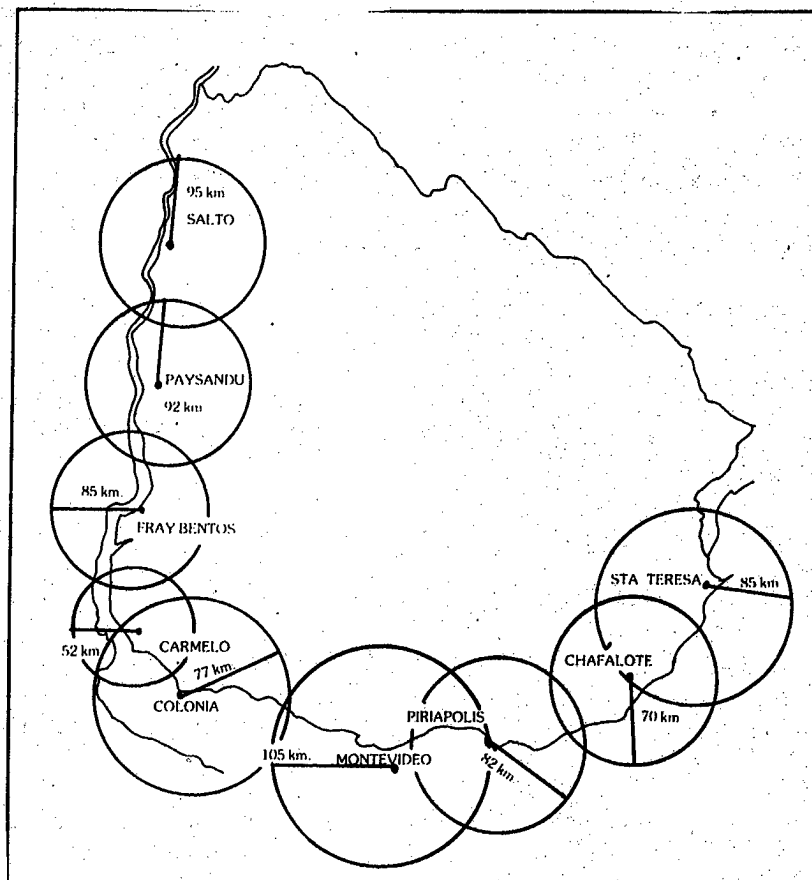 95 km
SALTO
PAYSANDU
92 km
85 km.
FRAY BENTOS
STA TERESA
85 km
52 km
CARMELO
77 km.
COLONIA
CHAFALOTE
70 km
PIRIAPOLIS
105 km.
MONTEVIDEO
82 km.